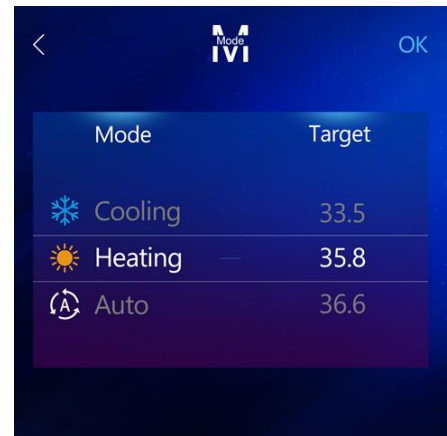 Mode
M
OK
Mode Target
Cooling 33.5
Heating 35.8
A Auto 36.6